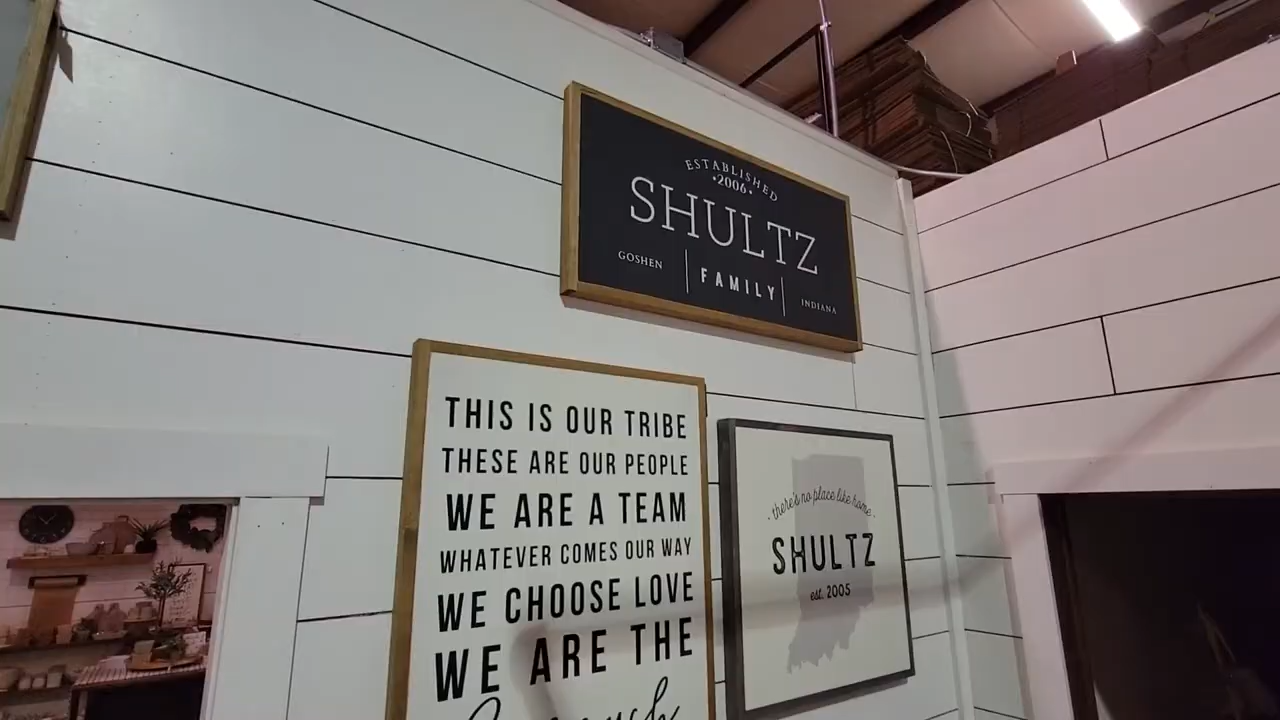 ESTABLISHED
•2006•
SHULTZ
GOSHEN
FAMILY
INDIANA
THIS IS OUR TRIBE
THESE ARE OUR PEOPLE
WE ARE A TEAM
WHATEVER COMES OUR WAY
WE CHOOSE LOVE
WE ARE THE
· there's no place like home ·
SHULTZ
est. 2005